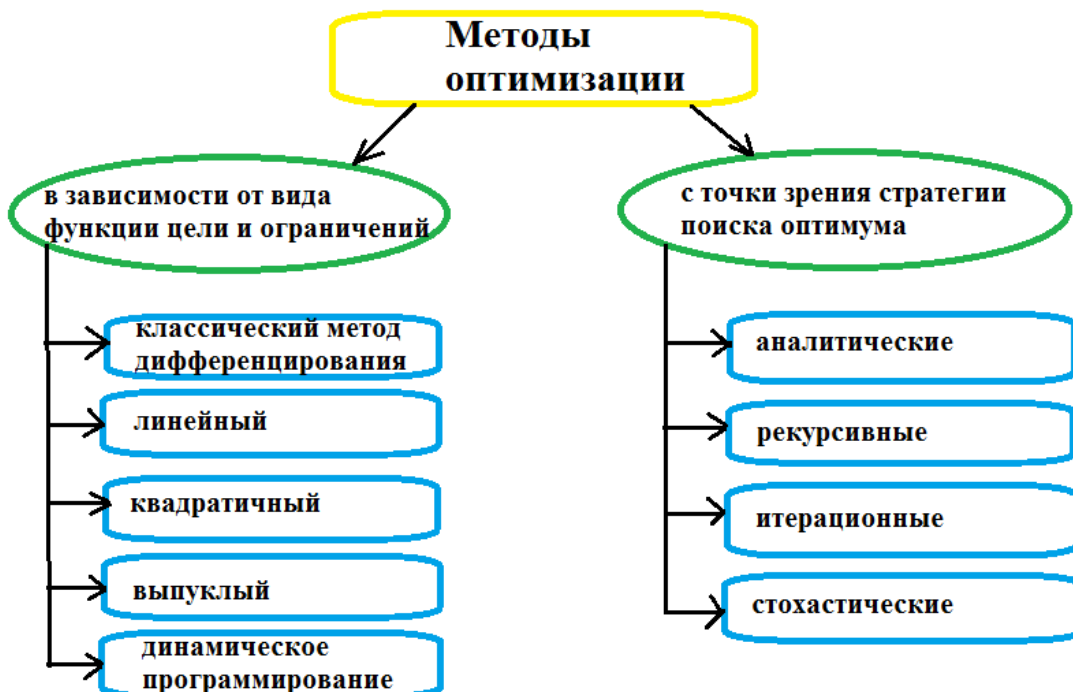 Методы
оптимизации
в зависимости от вида
функции цели и ограничений
классический метод
дифференцирования
линейный
квадратичный
выпуклый
динамическое
программирование
с точки зрения стратегии
поиска оптимума
аналитические
рекурсивные
итерационные
стохастические